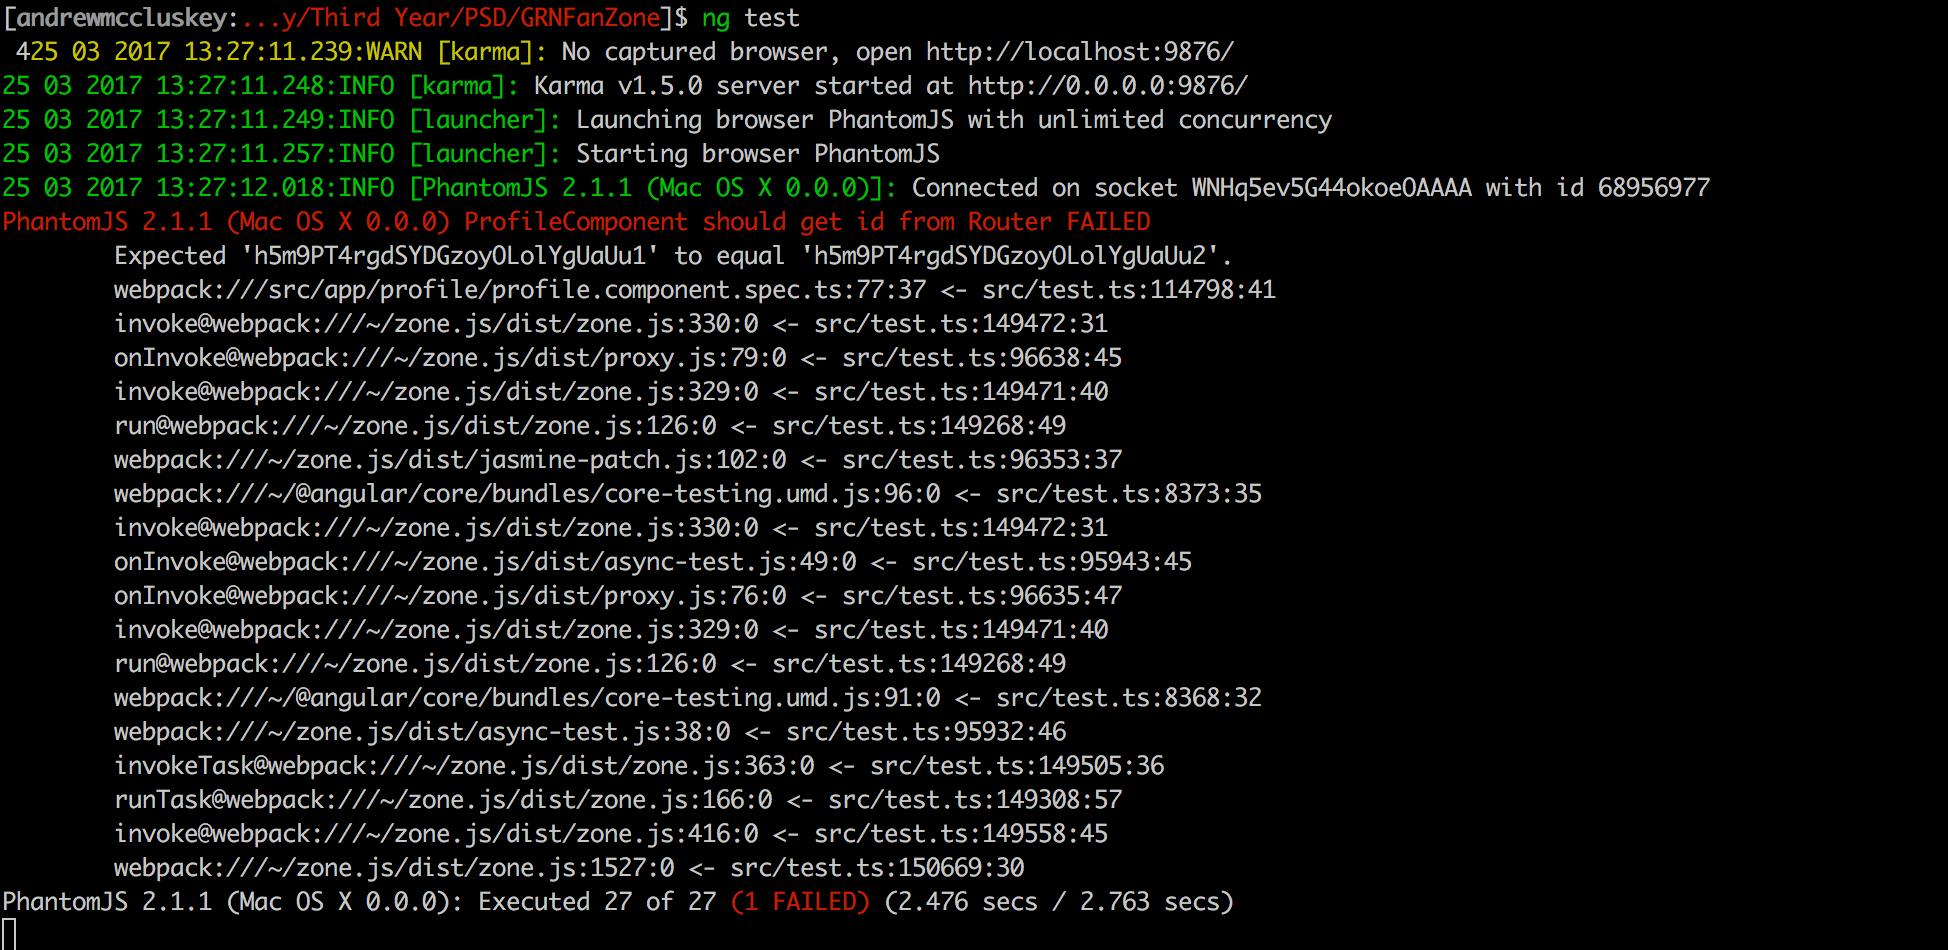 [andrewmccluskey:...y/Third Year/PSD/GRNFanZone]$ ng test
425 03 2017 13:27:11.239:WARN [karma]: No captured browser, open http://localhost:9876/
25 03 2017 13:27:11.248:INFO [karma]: Karma v1.5.0 server started at http://0.0.0.0:9876/
25 03 2017 13:27:11.249:INFO [launcher]: Launching browser PhantomJS with unlimited concurrency
25 03 2017 13:27:11.257:INFO [launcher]: Starting browser PhantomJS
25 03 2017 13:27:12.018:INFO [PhantomJS 2.1.1 (Mac OS X 0.0.0)]: Connected on socket WNHq5ev5G44okoeOAAAA with id 68956977
PhantomJS 2.1.1 (Mac OS X 0.0.0) ProfileComponent should get id from Router FAILED
Expected 'h5m9PT4rgdSYDGzoyOLolYgUaUu1' to equal 'h5m9PT4rgdSYDGzoyOLolYgUaUu2'.
webpack:///src/app/profile/profile.component.spec.ts:77:37 <- src/test.ts:114798:41
invoke@webpack:///~/zone.js/dist/zone.js:330:0 <- src/test.ts:149472:31
onInvoke@webpack:///~/zone.js/dist/proxy.js:79:0 <- src/test.ts:96638:45
invoke@webpack:///~/zone.js/dist/zone.js:329:0 <- src/test.ts:149471:40
run@webpack:///~/zone.js/dist/zone.js:126:0 <- src/test.ts:149268:49
webpack:///~/zone.js/dist/jasmine-patch.js:102:0 <- src/test.ts:96353:37
webpack:///~/@angular/core/bundles/core-testing.umd.js:96:0 <- src/test.ts:8373:35
invoke@webpack:///~/zone.js/dist/zone.js:330:0 <- src/test.ts:149472:31
onInvoke@webpack:///~/zone.js/dist/async-test.js:49:0 <- src/test.ts:95943:45
onInvoke@webpack:///~/zone.js/dist/proxy.js:76:0 <- src/test.ts:96635:47
invoke@webpack:///~/zone.js/dist/zone.js:329:0 <- src/test.ts:149471:40
run@webpack:///~/zone.js/dist/zone.js:126:0 <- src/test.ts:149268:49
webpack:///~/@angular/core/bundles/core-testing.umd.js:91:0 <- src/test.ts:8368:32
webpack:///~/zone.js/dist/async-test.js:38:0 <- src/test.ts:95932:46
invokeTask@webpack:///~/zone.js/dist/zone.js:363:0 <- src/test.ts:149505:36
runTask@webpack:///~/zone.js/dist/zone.js:166:0 <- src/test.ts:149308:57
invoke@webpack:///~/zone.js/dist/zone.js:416:0 <- src/test.ts:149558:45
webpack:///~/zone.js/dist/zone.js:1527:0 <- src/test.ts:150669:30
PhantomJS 2.1.1 (Mac OS X 0.0.0): Executed 27 of 27 (1 FAILED) (2.476 secs / 2.763 secs)